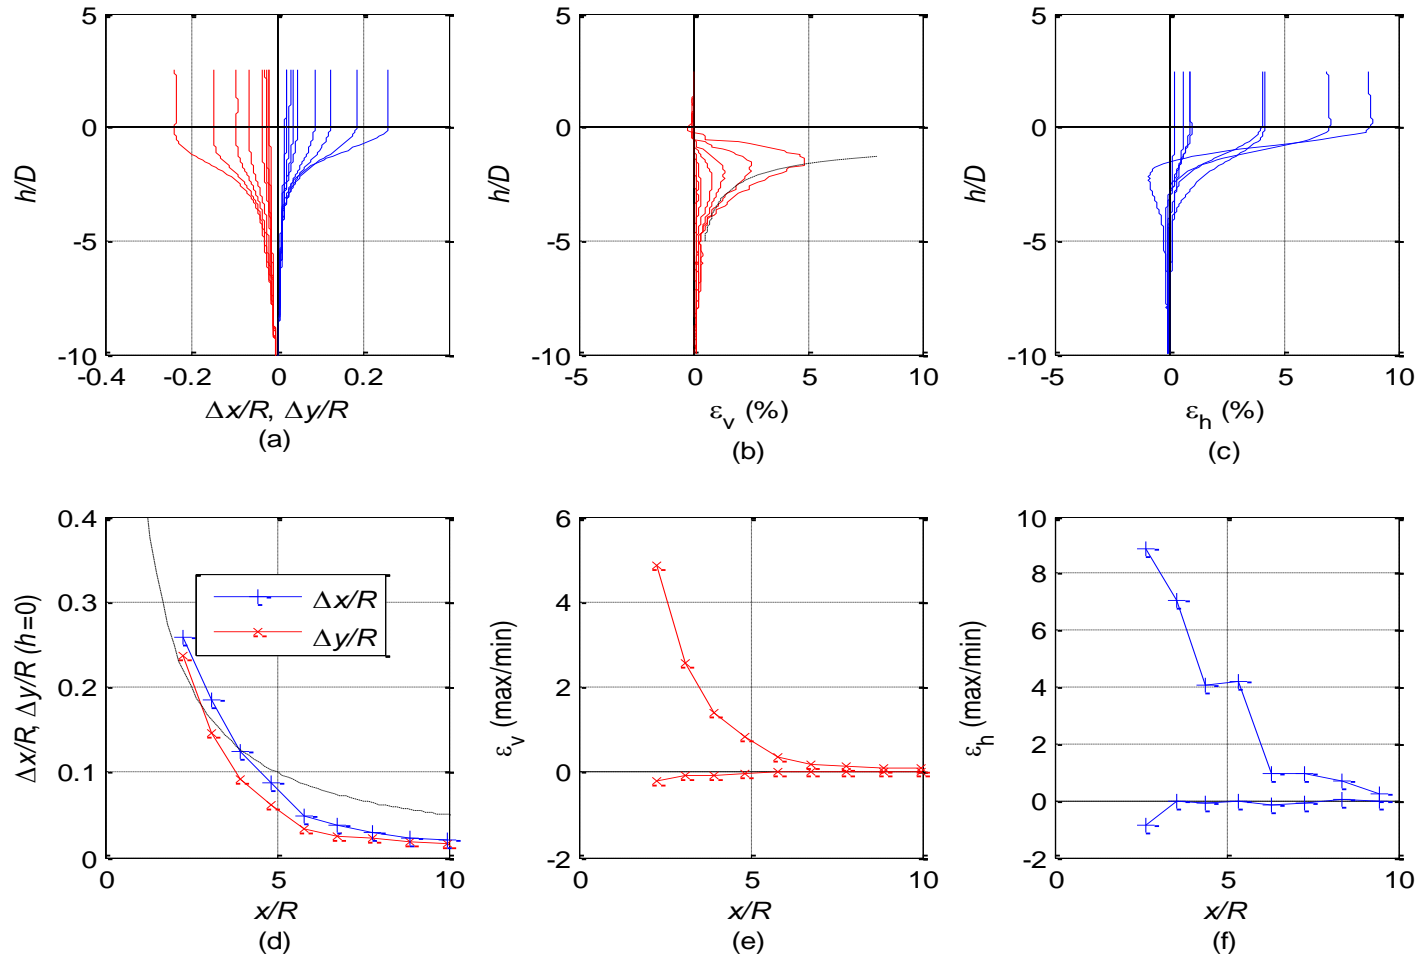 5
0
-5
-10
h/D
-0.4 -0.2 0 0.2
Δx/R, Δy/R
(a)
5
0
-5
-10
h/D
-5 0 5 10
εv (%)
(b)
5
0
-5
-10
h/D
-5 0 5 10
εh (%)
(c)
0.4
0.3
0.2
0.1
0
Δx/R, Δy/R (h=0)
Δx/R
Δy/R
0 5 10
x/R
(d)
6
4
2
0
-2
εv (max/min)
0 5 10
x/R
(e)
10
8
6
4
2
0
-2
εh (max/min)
0 5 10
x/R
(f)